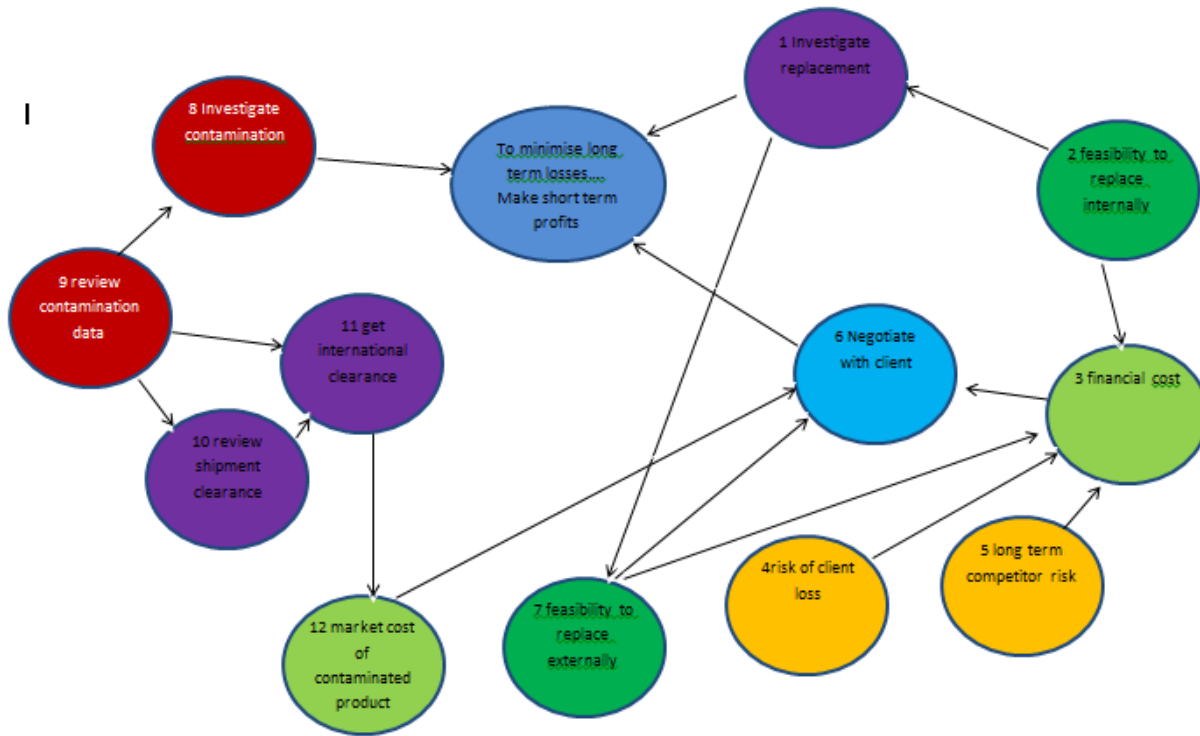 1 Investigate
replacement
8 Investigate
contamination
I
To minimise long
term losses....
Make short term
profits
2 feasibility to
replace
internally
9 review
contamination
data
11 get
international
clearance
6 Negotiate
with client
3 financial cost
10 review
shipment
clearance
4risk of client
loss
5 long term
competitor risk
12 market cost
of
contaminated
product
7 feasibility to
replace
externally